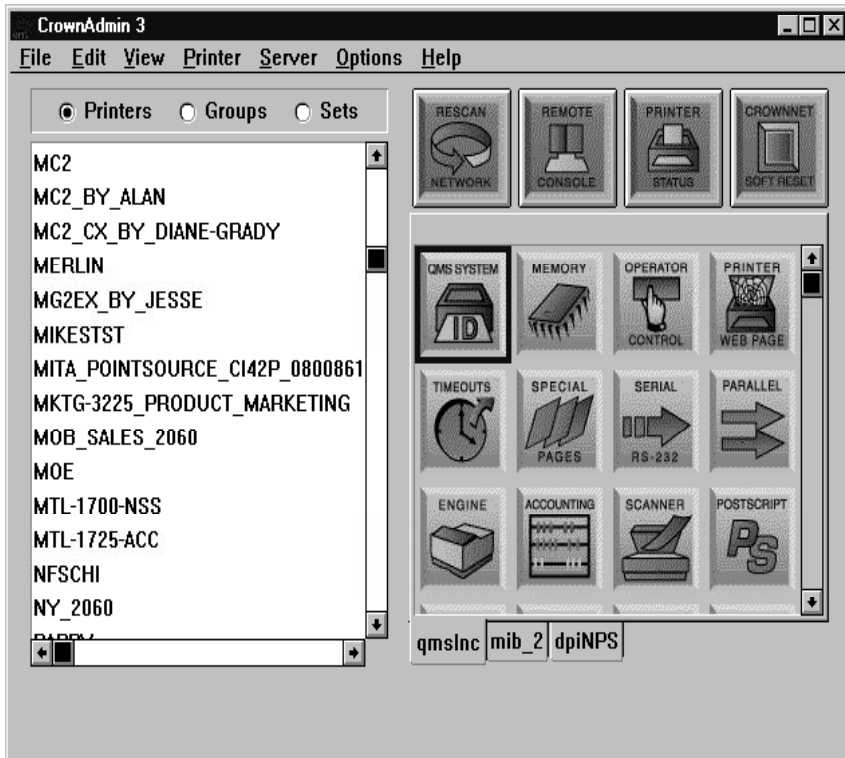 CrownAdmin 3
File Edit View Printer Server Options Help
Printers Groups Sets
MC2
MC2_BY_ALAN
MC2_CX_BY_DIANE-GRADY
MERLIN
MG2EX_BY_JESSE
MIKESTST
MITA_POINTSOURCE_CI42P_0800861
MKTG-3225_PRODUCT_MARKETING
MOB_SALES_2060
MOE
MTL-1700-NSS
MTL-1725-ACC
NFSCHI
NY_2060
RESCAN NETWORK
REMOTE CONSOLE
PRINTER STATUS
CROWNNET SOFT RESET
QMS SYSTEM ID
MEMORY
OPERATOR CONTROL
PRINTER WEB PAGE
TIMEOUTS
SPECIAL PAGES
SERIAL RS-232
PARALLEL
ENGINE
ACCOUNTING
SCANNER
POSTSCRIPT PS
qmsInc mib_2 dpiNPS